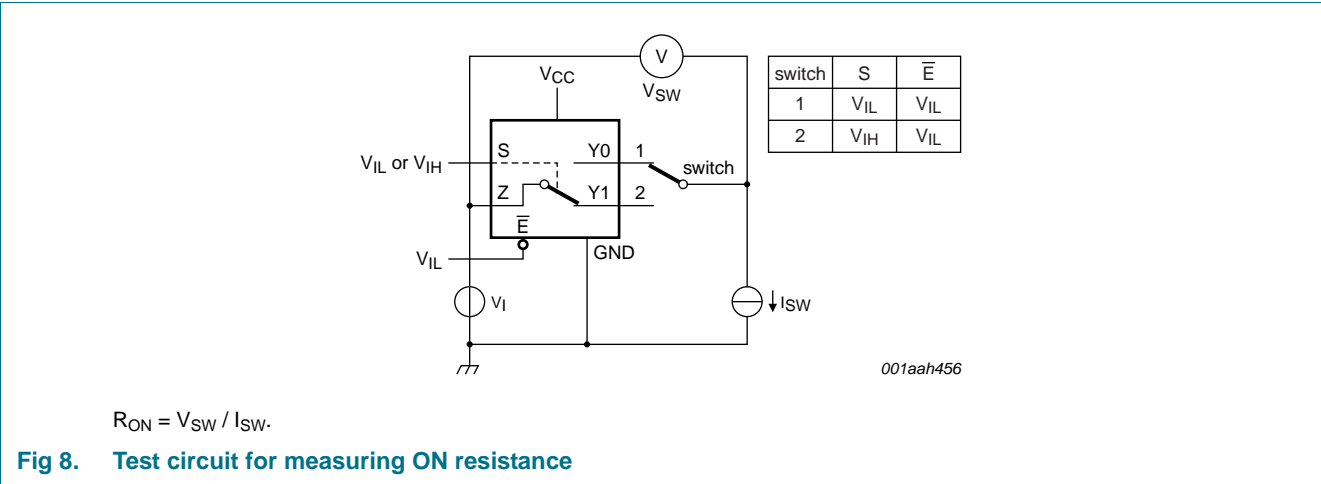 V
VSW
VCC
switch S E̅
1 VIL VIL
2 VIH VIL
S Y0 1
VIL or VIH
switch
Z Y1 2
E̅
GND
VIL
VI
ISW
001aah456
RON = VSW / ISW.
Fig 8. Test circuit for measuring ON resistance